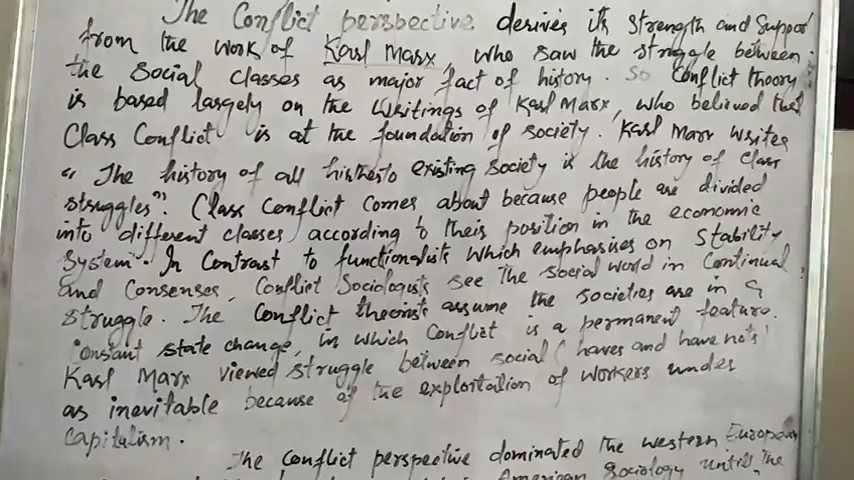 The Conflict perspective derives its strength and Support
from the work of Karl Marx, who saw the struggle between
the Social Classes as major fact of history. So Conflict theory
is based largely on the writings of Karl Marx, who believed that
Class Conflict is at the foundation of society. Karl Marx writes
" The history of all hitherto existing society is the history of class
struggles". Class Conflict comes about because people are divided
into different classes, according to their position in the economic
System. In Contrast to functionalists which emphasises on Stability
and Consenses, Conflict Sociologists see the social world in Continual
struggle. The Conflict theorists assume the societies are in a
Constant state change, in which Conflict is a permanent feature.
Karl Marx viewed struggle between social (haves and have nots)
as inevitable because of the exploitation of workers under
Capitalism.
The conflict perspective dominated the western European
American Sociology until the